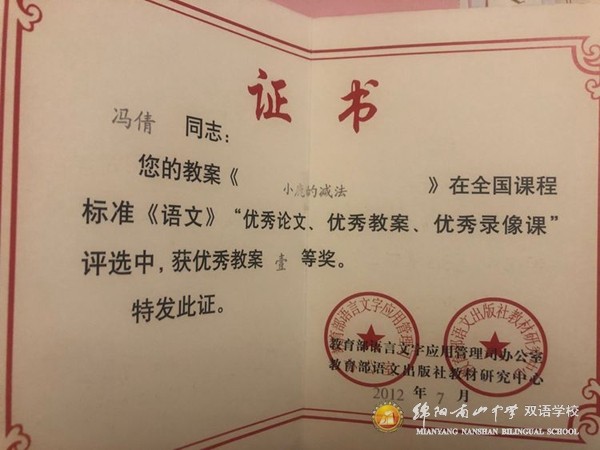 证书
冯倩 同志：
您的教案《 小鹿的减法 》在全国课程
标准《语文》“优秀论文、优秀教案、优秀录像课”
评选中，获优秀教案 壹 等奖。
特发此证。
教育部语言文字应用管理司办公室
教育部语文出版社教材研究中心
2012 年 7 月
绵阳南山中学 双语学校
MIANYANG NANSHAN BILINGUAL SCHOOL